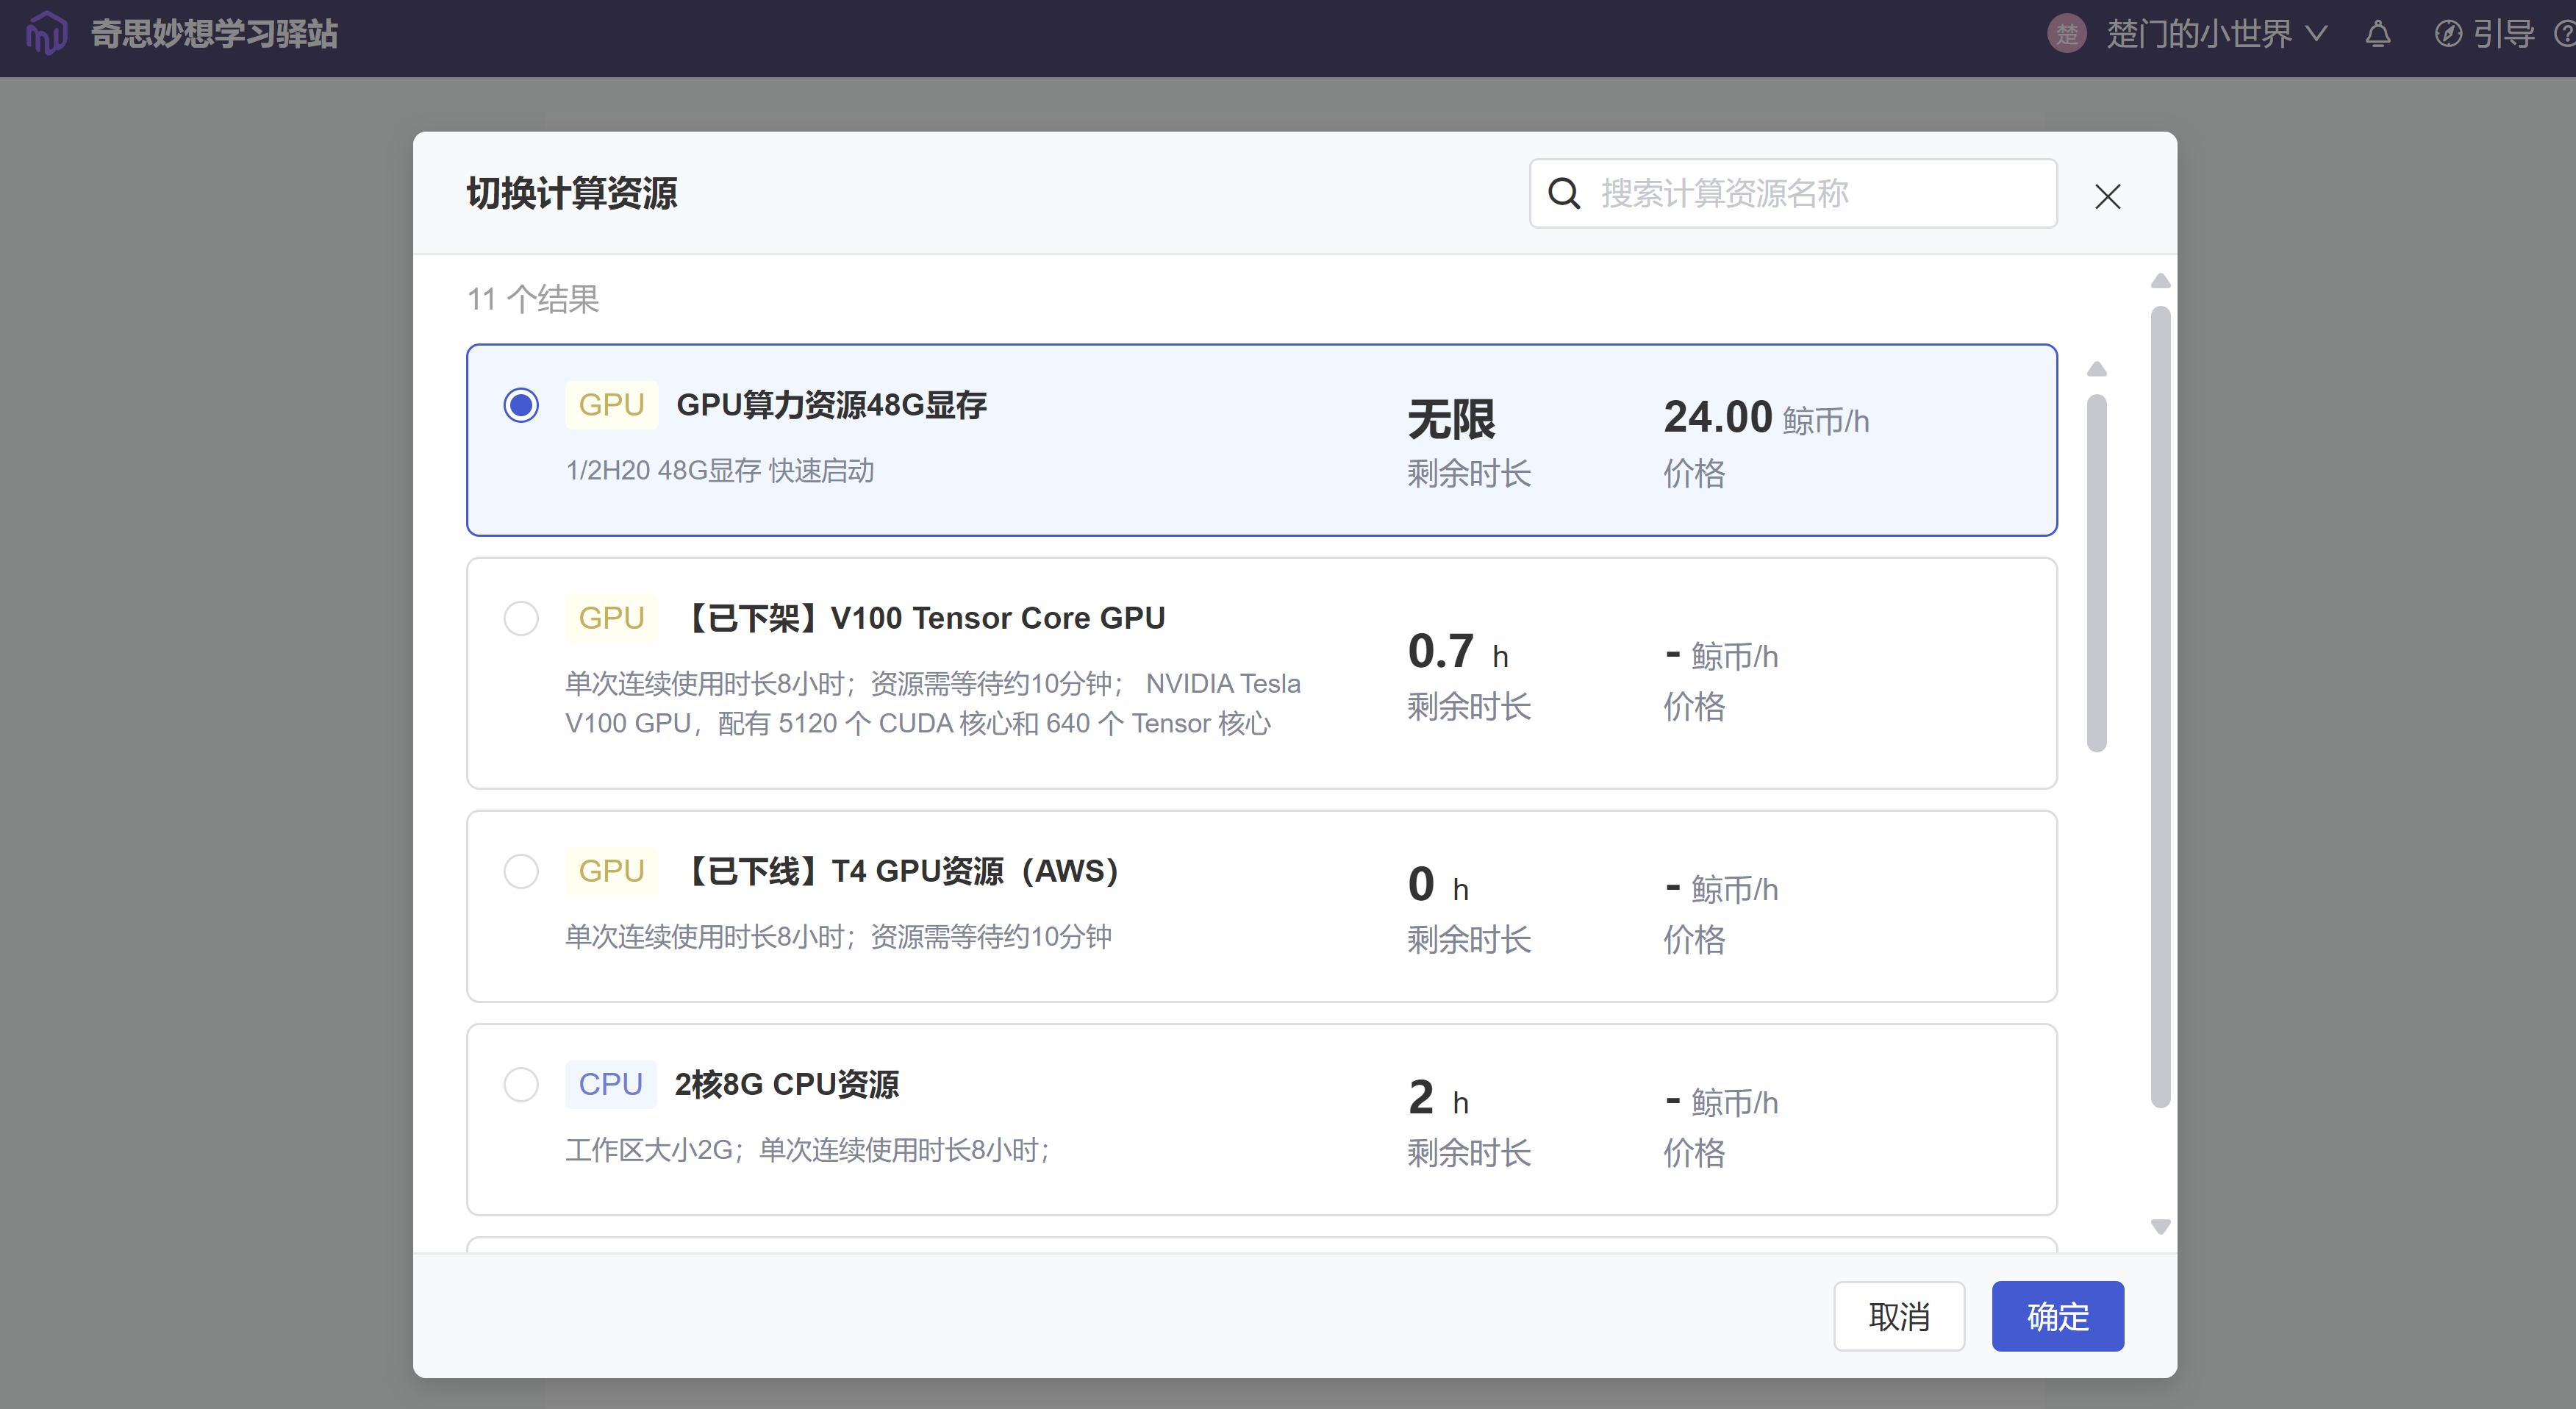 奇思妙想学习驿站
楚 楚门的小世界 引导
切换计算资源
搜索计算资源名称
11 个结果
GPU GPU算力资源48G显存
1/2H20 48G显存 快速启动
无限
剩余时长
24.00 鲸币/h
价格
GPU 【已下架】V100 Tensor Core GPU
单次连续使用时长8小时；资源需等待约10分钟； NVIDIA Tesla
V100 GPU，配有 5120 个 CUDA 核心和 640 个 Tensor 核心
0.7 h
剩余时长
- 鲸币/h
价格
GPU 【已下线】T4 GPU资源（AWS）
单次连续使用时长8小时；资源需等待约10分钟
0 h
剩余时长
- 鲸币/h
价格
CPU 2核8G CPU资源
工作区大小2G；单次连续使用时长8小时；
2 h
剩余时长
- 鲸币/h
价格
取消 确定